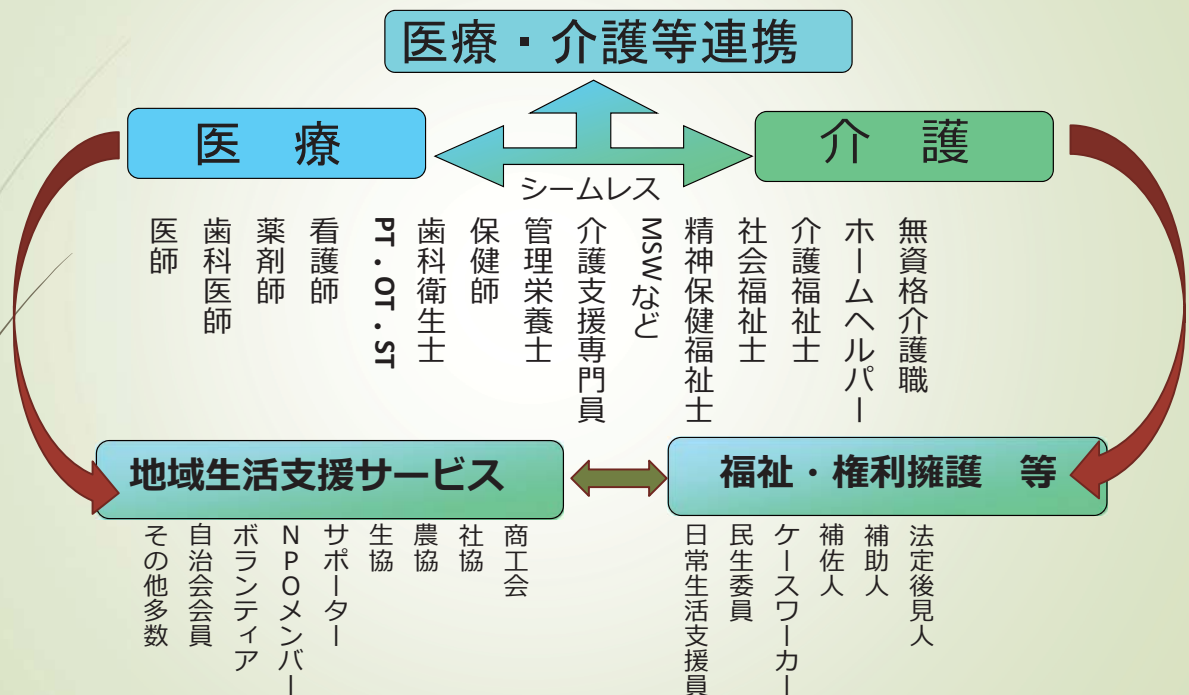 医療・介護等連携
医　療
介　護
シームレス
医師
歯科医師
薬剤師
看護師
PT．OT．ST
歯科衛生士
保健師
管理栄養士
介護支援専門員
MSWなど
精神保健福祉士
社会福祉士
介護福祉士
ホームヘルパー
無資格介護職
地域生活支援サービス
福祉・権利擁護　等
その他多数
自治会会員
ボランティア
NPOメンバー
サポーター
生協
農協
社協
商工会
日常生活支援員
民生委員
ケースワーカー
補佐人
補助人
法定後見人